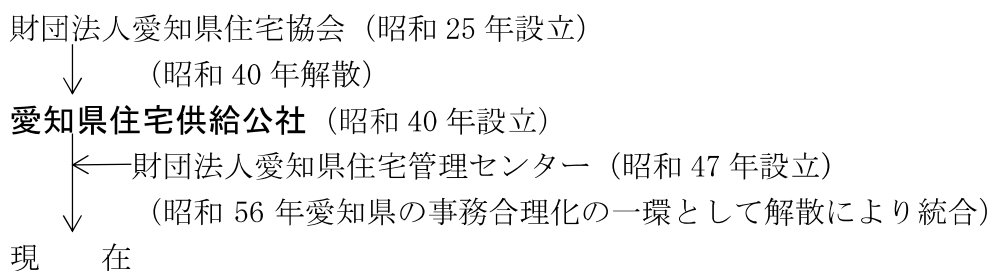 財団法人愛知県住宅協会（昭和 25 年設立）
（昭和 40 年解散）
愛知県住宅供給公社（昭和 40 年設立）
財団法人愛知県住宅管理センター（昭和 47 年設立）
（昭和 56 年愛知県の事務合理化の一環として解散により統合）
現　　在